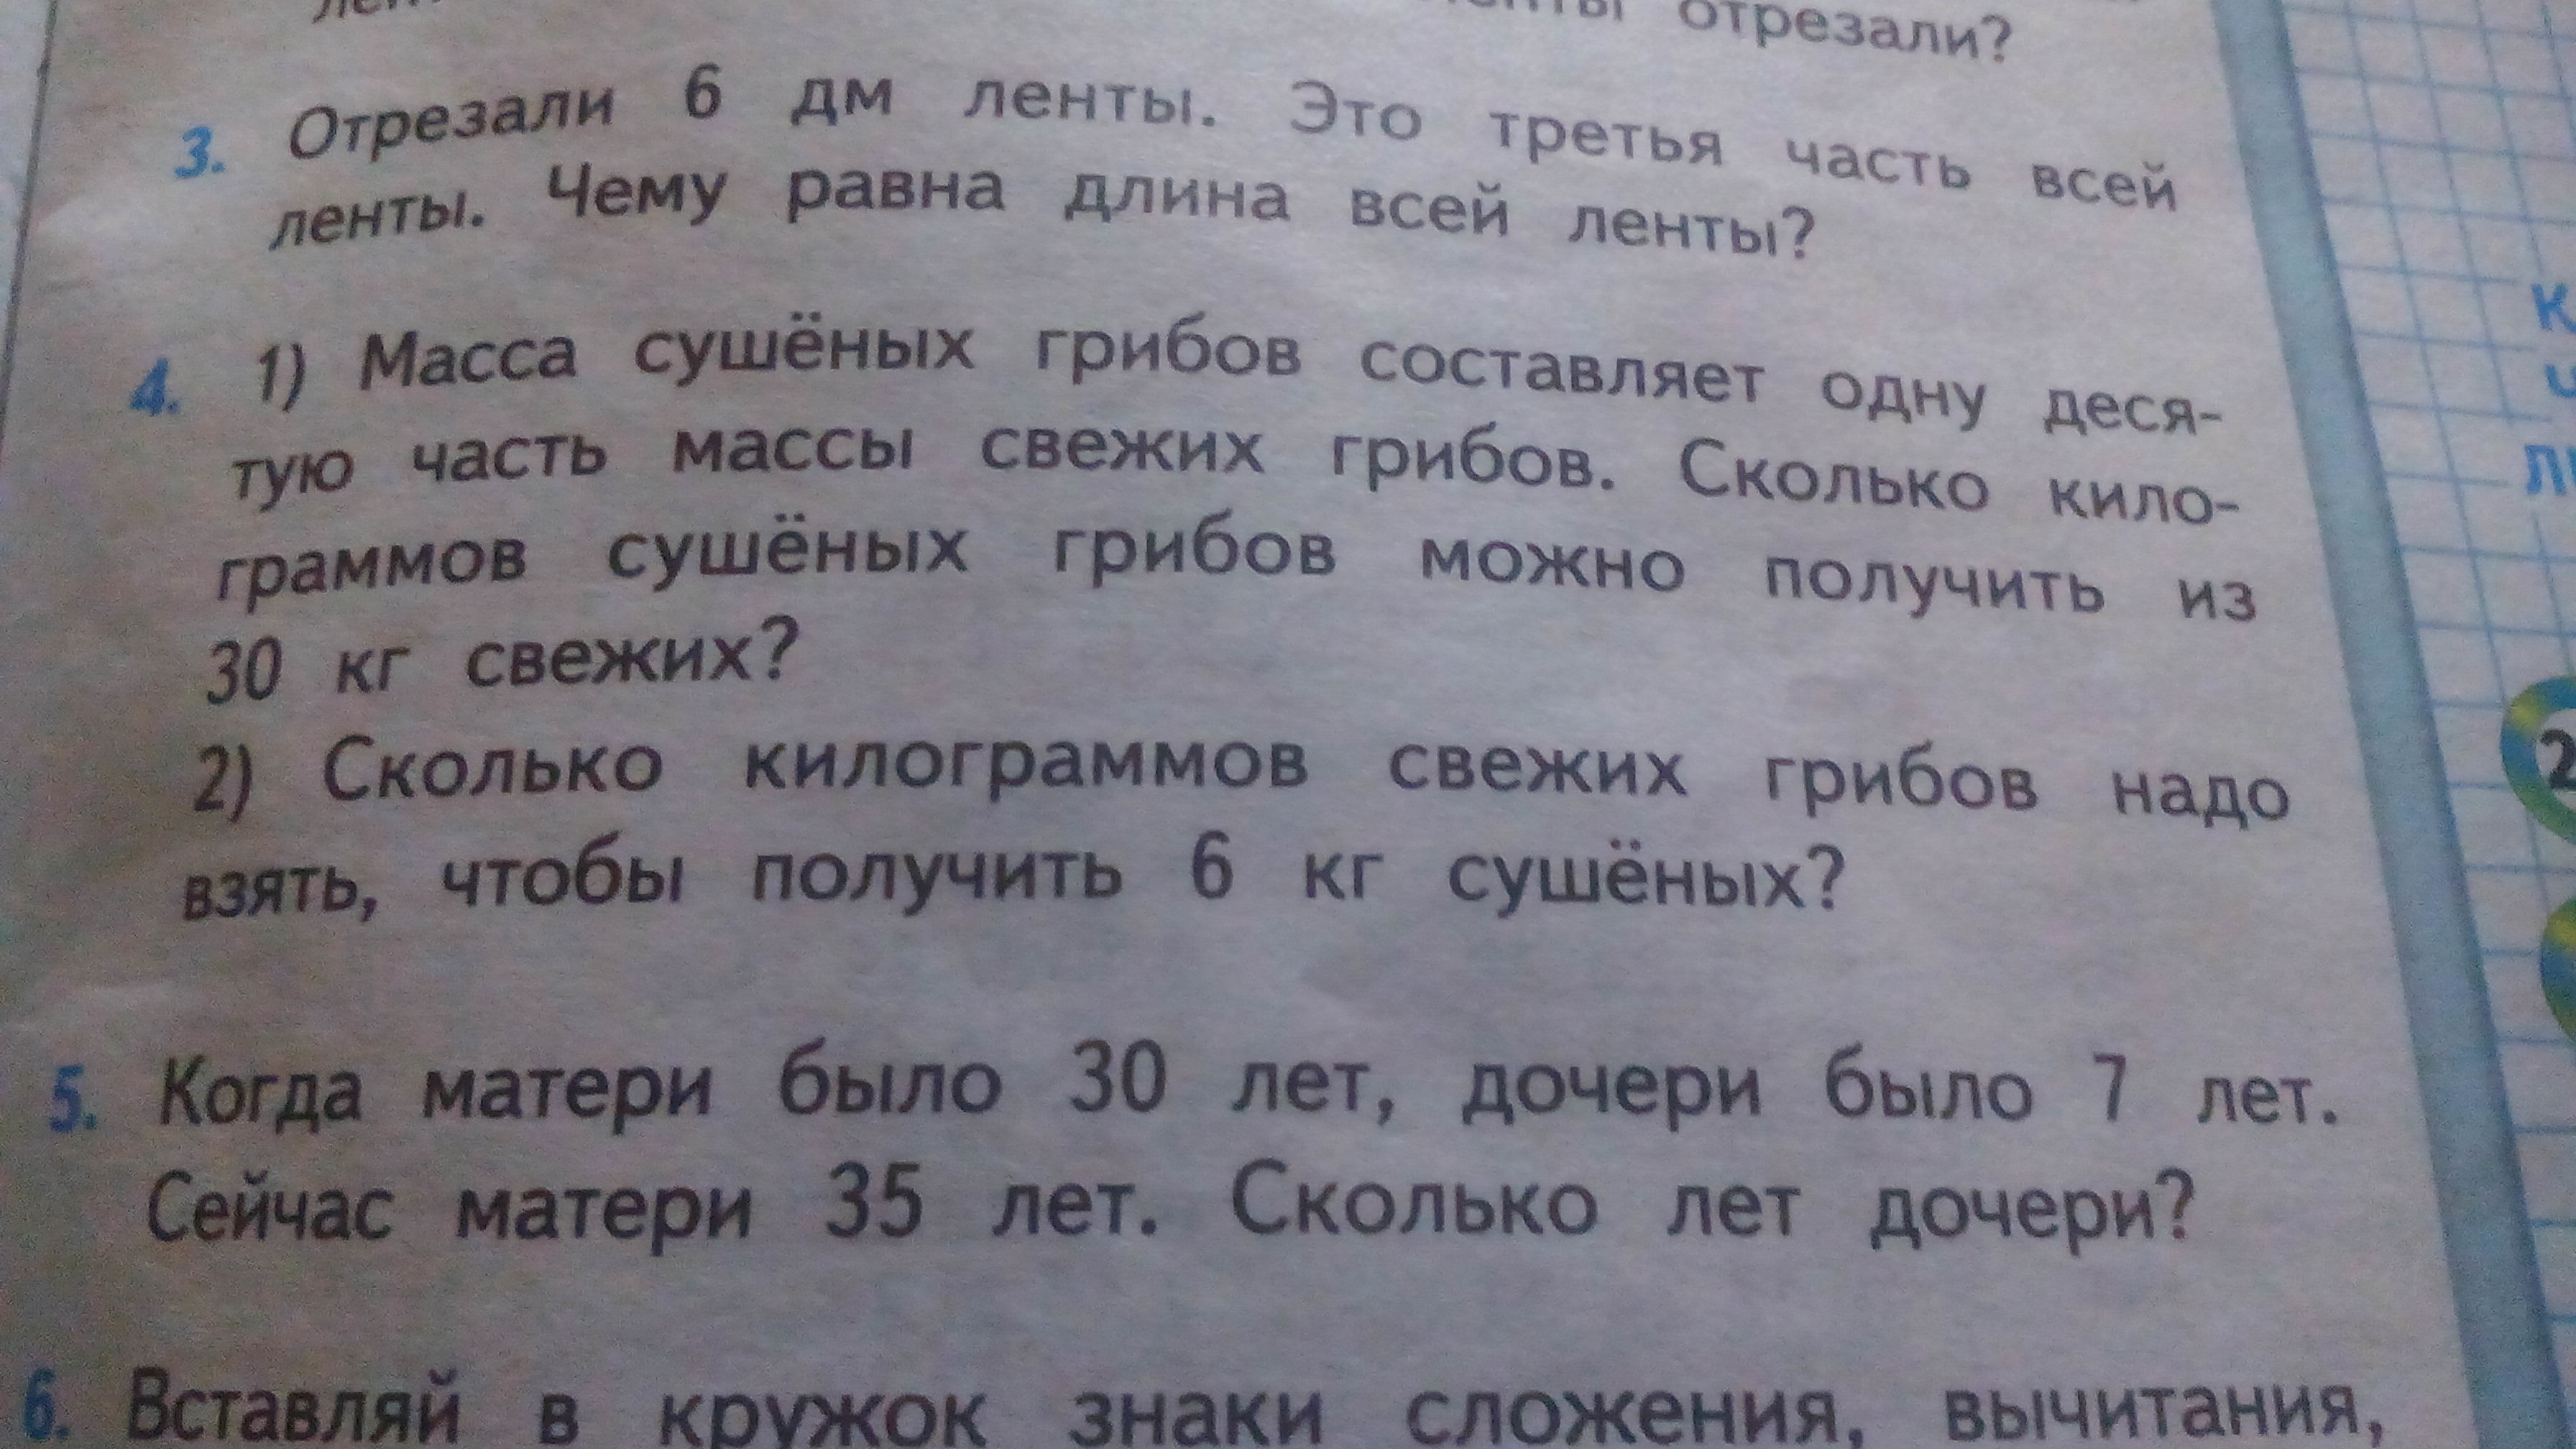 отрезали?
3. Отрезали 6 дм ленты. Это третья часть всей
ленты. Чему равна длина всей ленты?
4. 1) Масса сушёных грибов составляет одну деся-
тую часть массы свежих грибов. Сколько кило-
граммов сушёных грибов можно получить из
30 кг свежих?
2) Сколько килограммов свежих грибов надо
взять, чтобы получить 6 кг сушёных?
5. Когда матери было 30 лет, дочери было 7 лет.
Сейчас матери 35 лет. Сколько лет дочери?
6. Вставляй в кружок знаки сложения, вычитания,
2